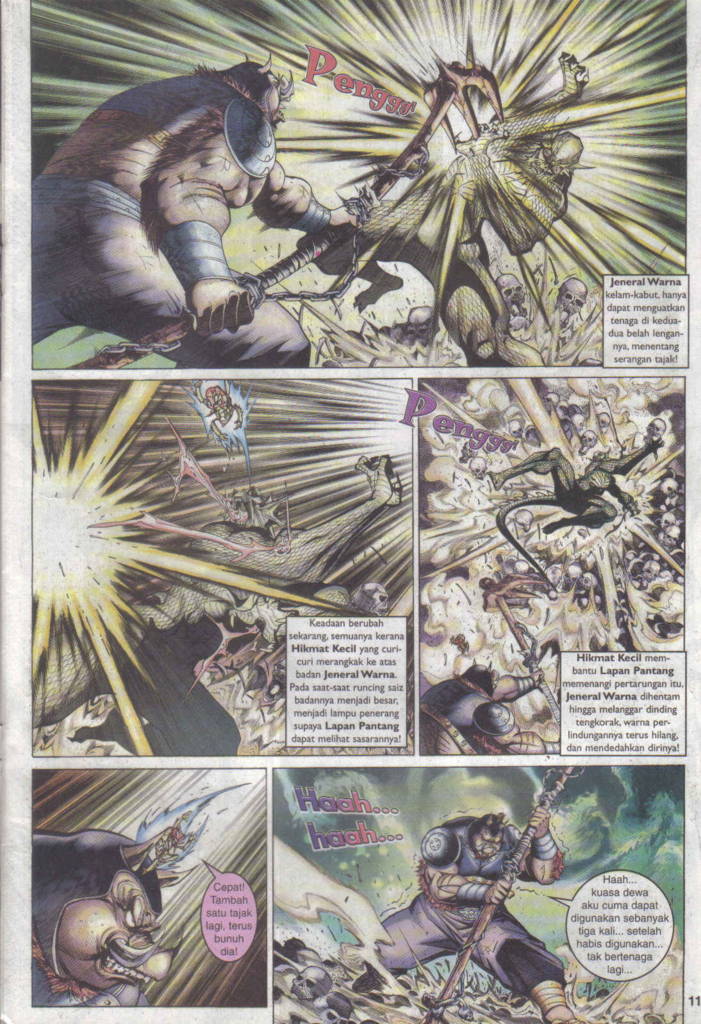 Penggg!
Jeneral Warna
kelam-kabut, hanya
dapat menguatkan
tenaga di kedua-
dua belah lengan-
nya, menentang
serangan tajak!
Keadaan berubah
sekarang, semuanya kerana
Hikmat Kecil yang curi-
curi merangkak ke atas
badan Jeneral Warna.
Pada saat-saat runcing saiz
badannya menjadi besar,
menjadi lampu penerang
supaya Lapan Pantang
dapat melihat sasarannya!
Penggg!
Hikmat Kecil mem-
bantu Lapan Pantang
memenangi pertarungan itu,
Jeneral Warna dihentam
hingga melanggar dinding
tengkorak, warna per-
lindungannya terus hilang,
dan mendedahkan dirinya!
Cepat!
Tambah
satu tajak
lagi, terus
bunuh
dia!
Haah...
haah...
Haah...
kuasa dewa
aku cuma dapat
digunakan sebanyak
tiga kali... setelah
habis digunakan...
tak bertenaga
lagi...
11